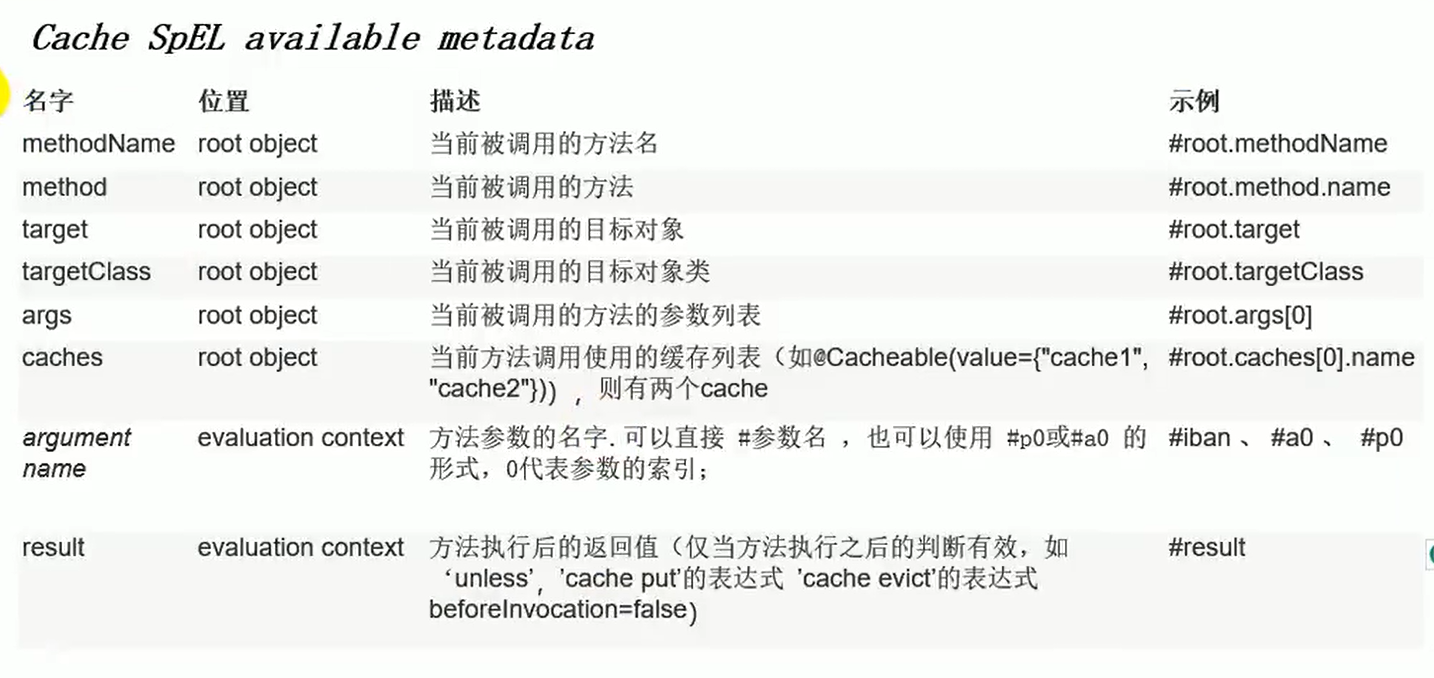 Cache SpEL available metadata
名字 位置 描述 示例
methodName root object 当前被调用的方法名 #root.methodName
method root object 当前被调用的方法 #root.method.name
target root object 当前被调用的目标对象 #root.target
targetClass root object 当前被调用的目标对象类 #root.targetClass
args root object 当前被调用的方法的参数列表 #root.args[0]
caches root object 当前方法调用使用的缓存列表（如@Cacheable(value={"cache1", #root.caches[0].name
"cache2"})），则有两个cache
argument evaluation context 方法参数的名字. 可以直接 #参数名 ，也可以使用 #p0或#a0 的 #iban 、 #a0 、 #p0
name 形式，0代表参数的索引；
result evaluation context 方法执行后的返回值（仅当方法执行之后的判断有效，如 #result
‘unless’，’cache put’的表达式 ’cache evict’的表达式
beforeInvocation=false）